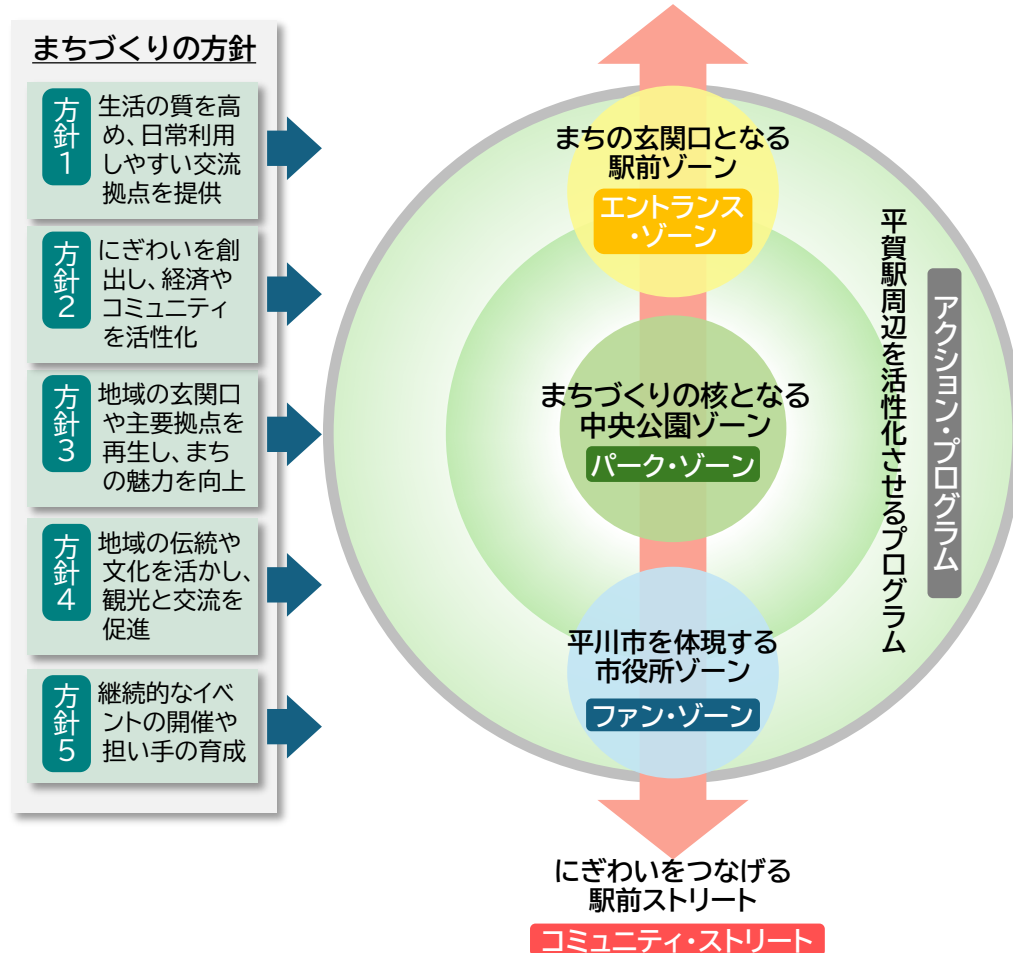 まちづくりの方針
方針1
生活の質を高
め、日常利用
しやすい交流
拠点を提供
方針2
にぎわいを創
出し、経済や
コミュニティ
を活性化
方針3
地域の玄関口
や主要拠点を
再生し、まち
の魅力を向上
方針4
地域の伝統や
文化を活かし、
観光と交流を
促進
方針5
継続的なイベ
ントの開催や
担い手の育成
まちの玄関口となる
駅前ゾーン
エントランス
・ゾーン
まちづくりの核となる
中央公園ゾーン
パーク・ゾーン
平川市を体現する
市役所ゾーン
ファン・ゾーン
平賀駅周辺を活性化させるプログラム
アクション・プログラム
にぎわいをつなげる
駅前ストリート
コミュニティ・ストリート